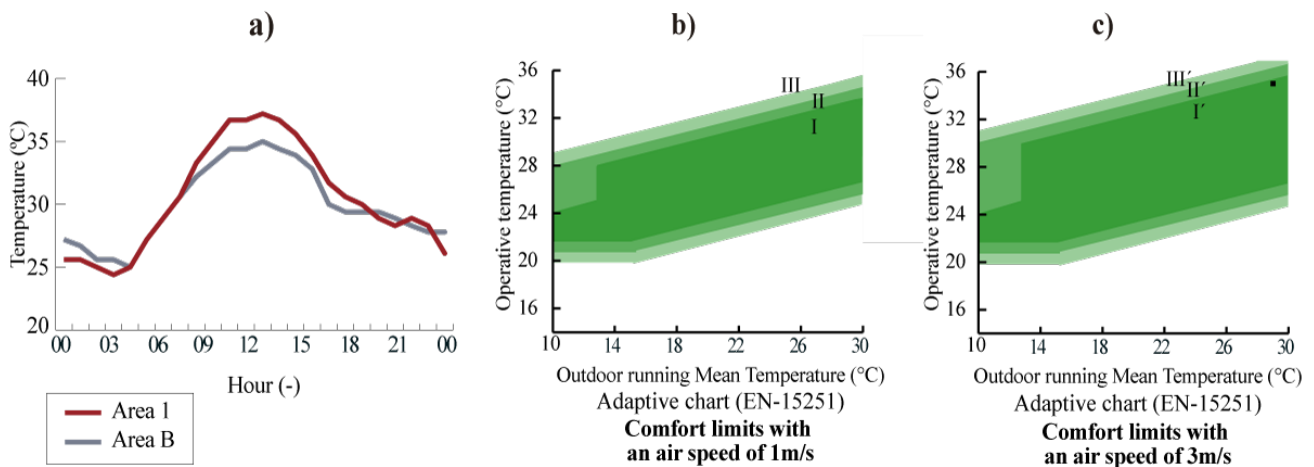 a)
40
35
30
25
20
Temperature (ºC)
00 03 06 09 12 15 18 21 00
Hour (-)
Area 1
Area B
b)
36
32
28
24
20
16
Operative temperature (°C)
III
II
I
10 14 18 22 26 30
Outdoor running Mean Temperature (°C)
Adaptive chart (EN-15251)
Comfort limits with
an air speed of 1m/s
c)
36
32
28
24
20
16
Operative temperature (°C)
III´
II´
I´
10 14 18 22 26 30
Outdoor running Mean Temperature (°C)
Adaptive chart (EN-15251)
Comfort limits with
an air speed of 3m/s